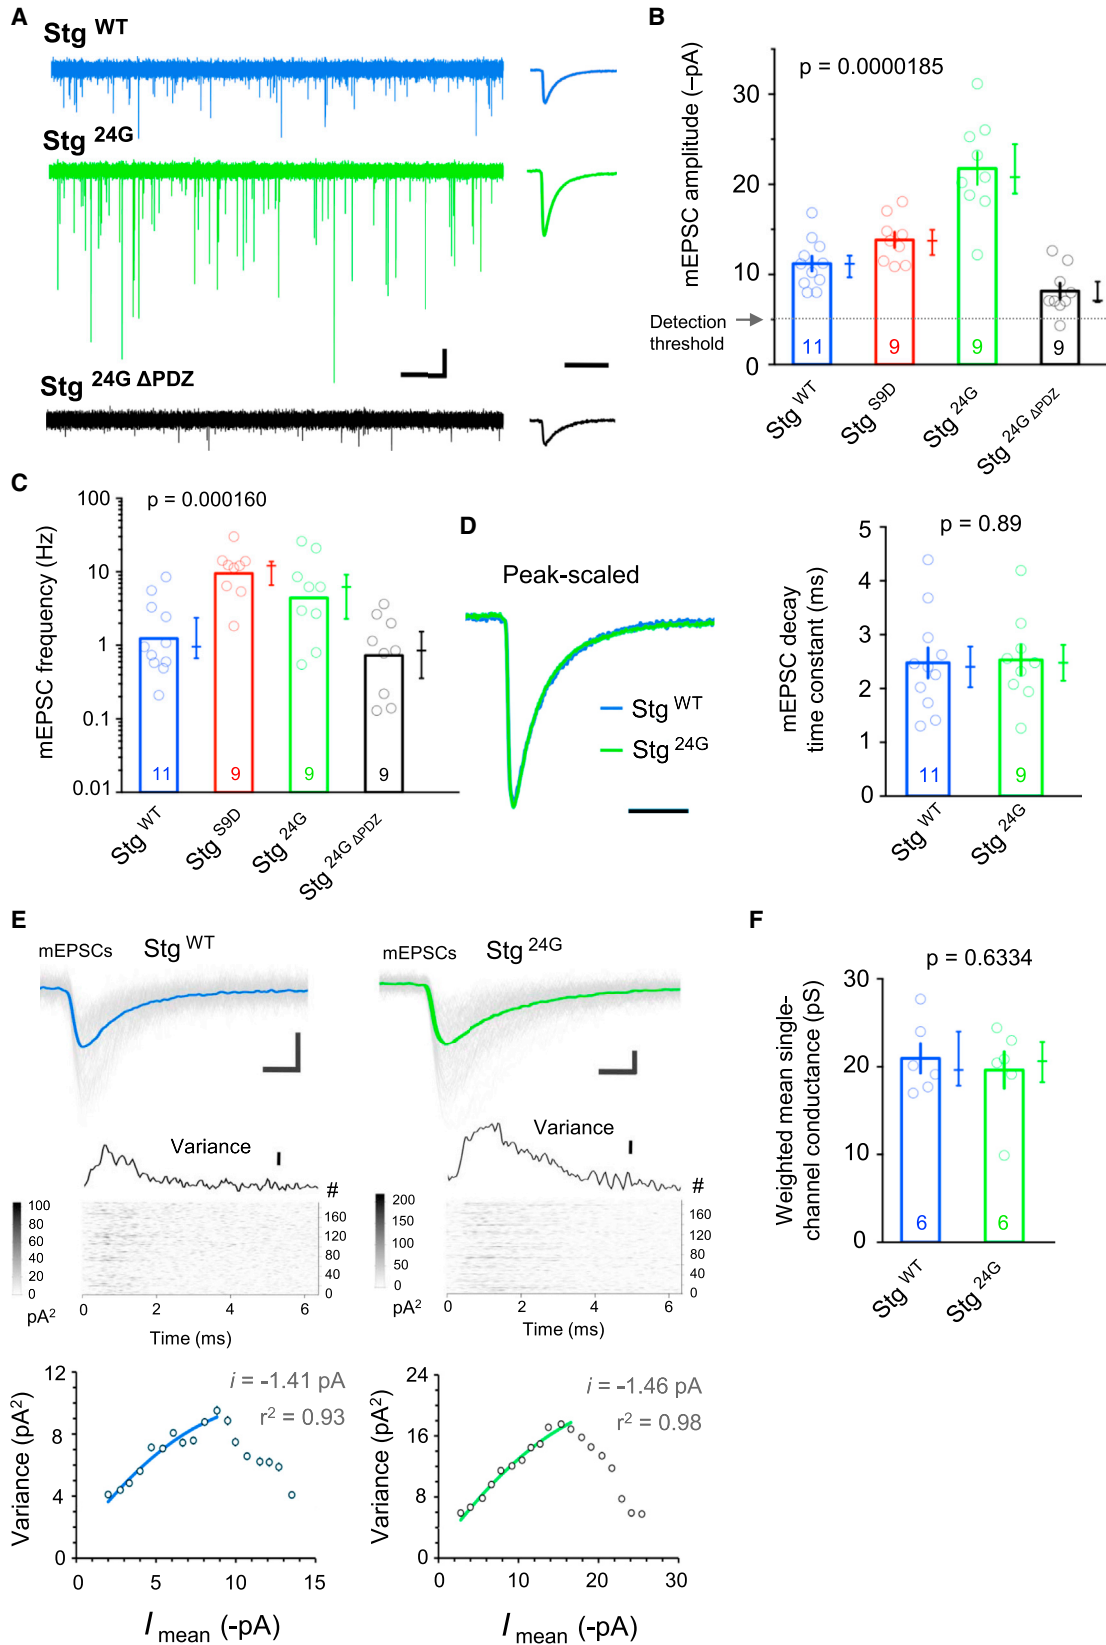 A
Stg WT
Stg 24G
Stg 24G ΔPDZ
B
p = 0.0000185
mEPSC amplitude (–pA)
30
20
10
0
Detection
threshold
11
9
9
9
Stg WT
Stg S9D
Stg 24G
Stg 24G ΔPDZ
C
p = 0.000160
mEPSC frequency (Hz)
100
10
1
0.1
0.01
11
9
9
9
Stg WT
Stg S9D
Stg 24G
Stg 24G ΔPDZ
D
Peak-scaled
Stg WT
Stg 24G
p = 0.89
mEPSC decay
time constant (ms)
5
4
3
2
1
0
11
9
Stg WT
Stg 24G
E
mEPSCs
Stg WT
Variance
#
100
80
60
40
20
0
pA²
160
120
80
40
0
0
2
4
6
Time (ms)
mEPSCs
Stg 24G
Variance
#
200
150
100
50
0
pA²
160
120
80
40
0
0
2
4
6
Time (ms)
Variance (pA²)
12
8
4
0
i = -1.41 pA
r² = 0.93
0
5
10
15
I mean (-pA)
Variance (pA²)
24
16
8
0
i = -1.46 pA
r² = 0.98
0
10
20
30
I mean (-pA)
F
p = 0.6334
Weighted mean single-
channel conductance (pS)
30
20
10
0
6
6
Stg WT
Stg 24G